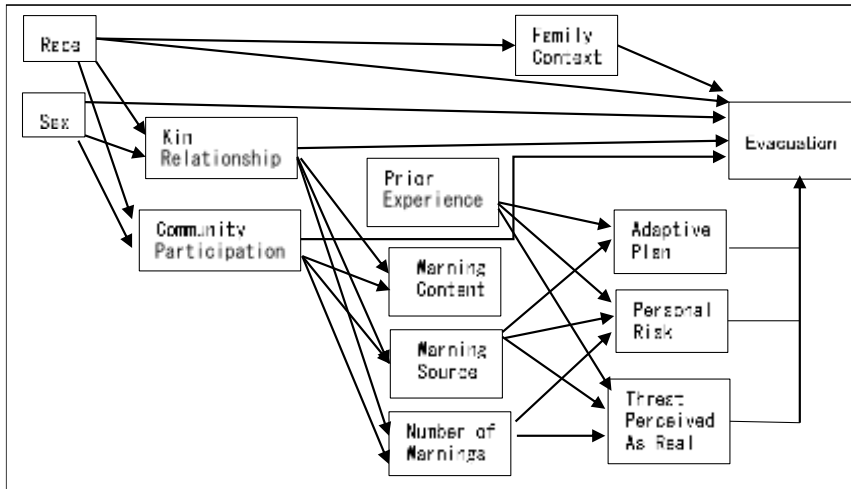 Race
Family
Context
Sex
Kin
Relationship
Evacuation
Prior
Experience
Community
Participation
Adaptive
Plan
Warning
Content
Personal
Risk
Warning
Source
Threat
Perceived
As Real
Number of
Warnings